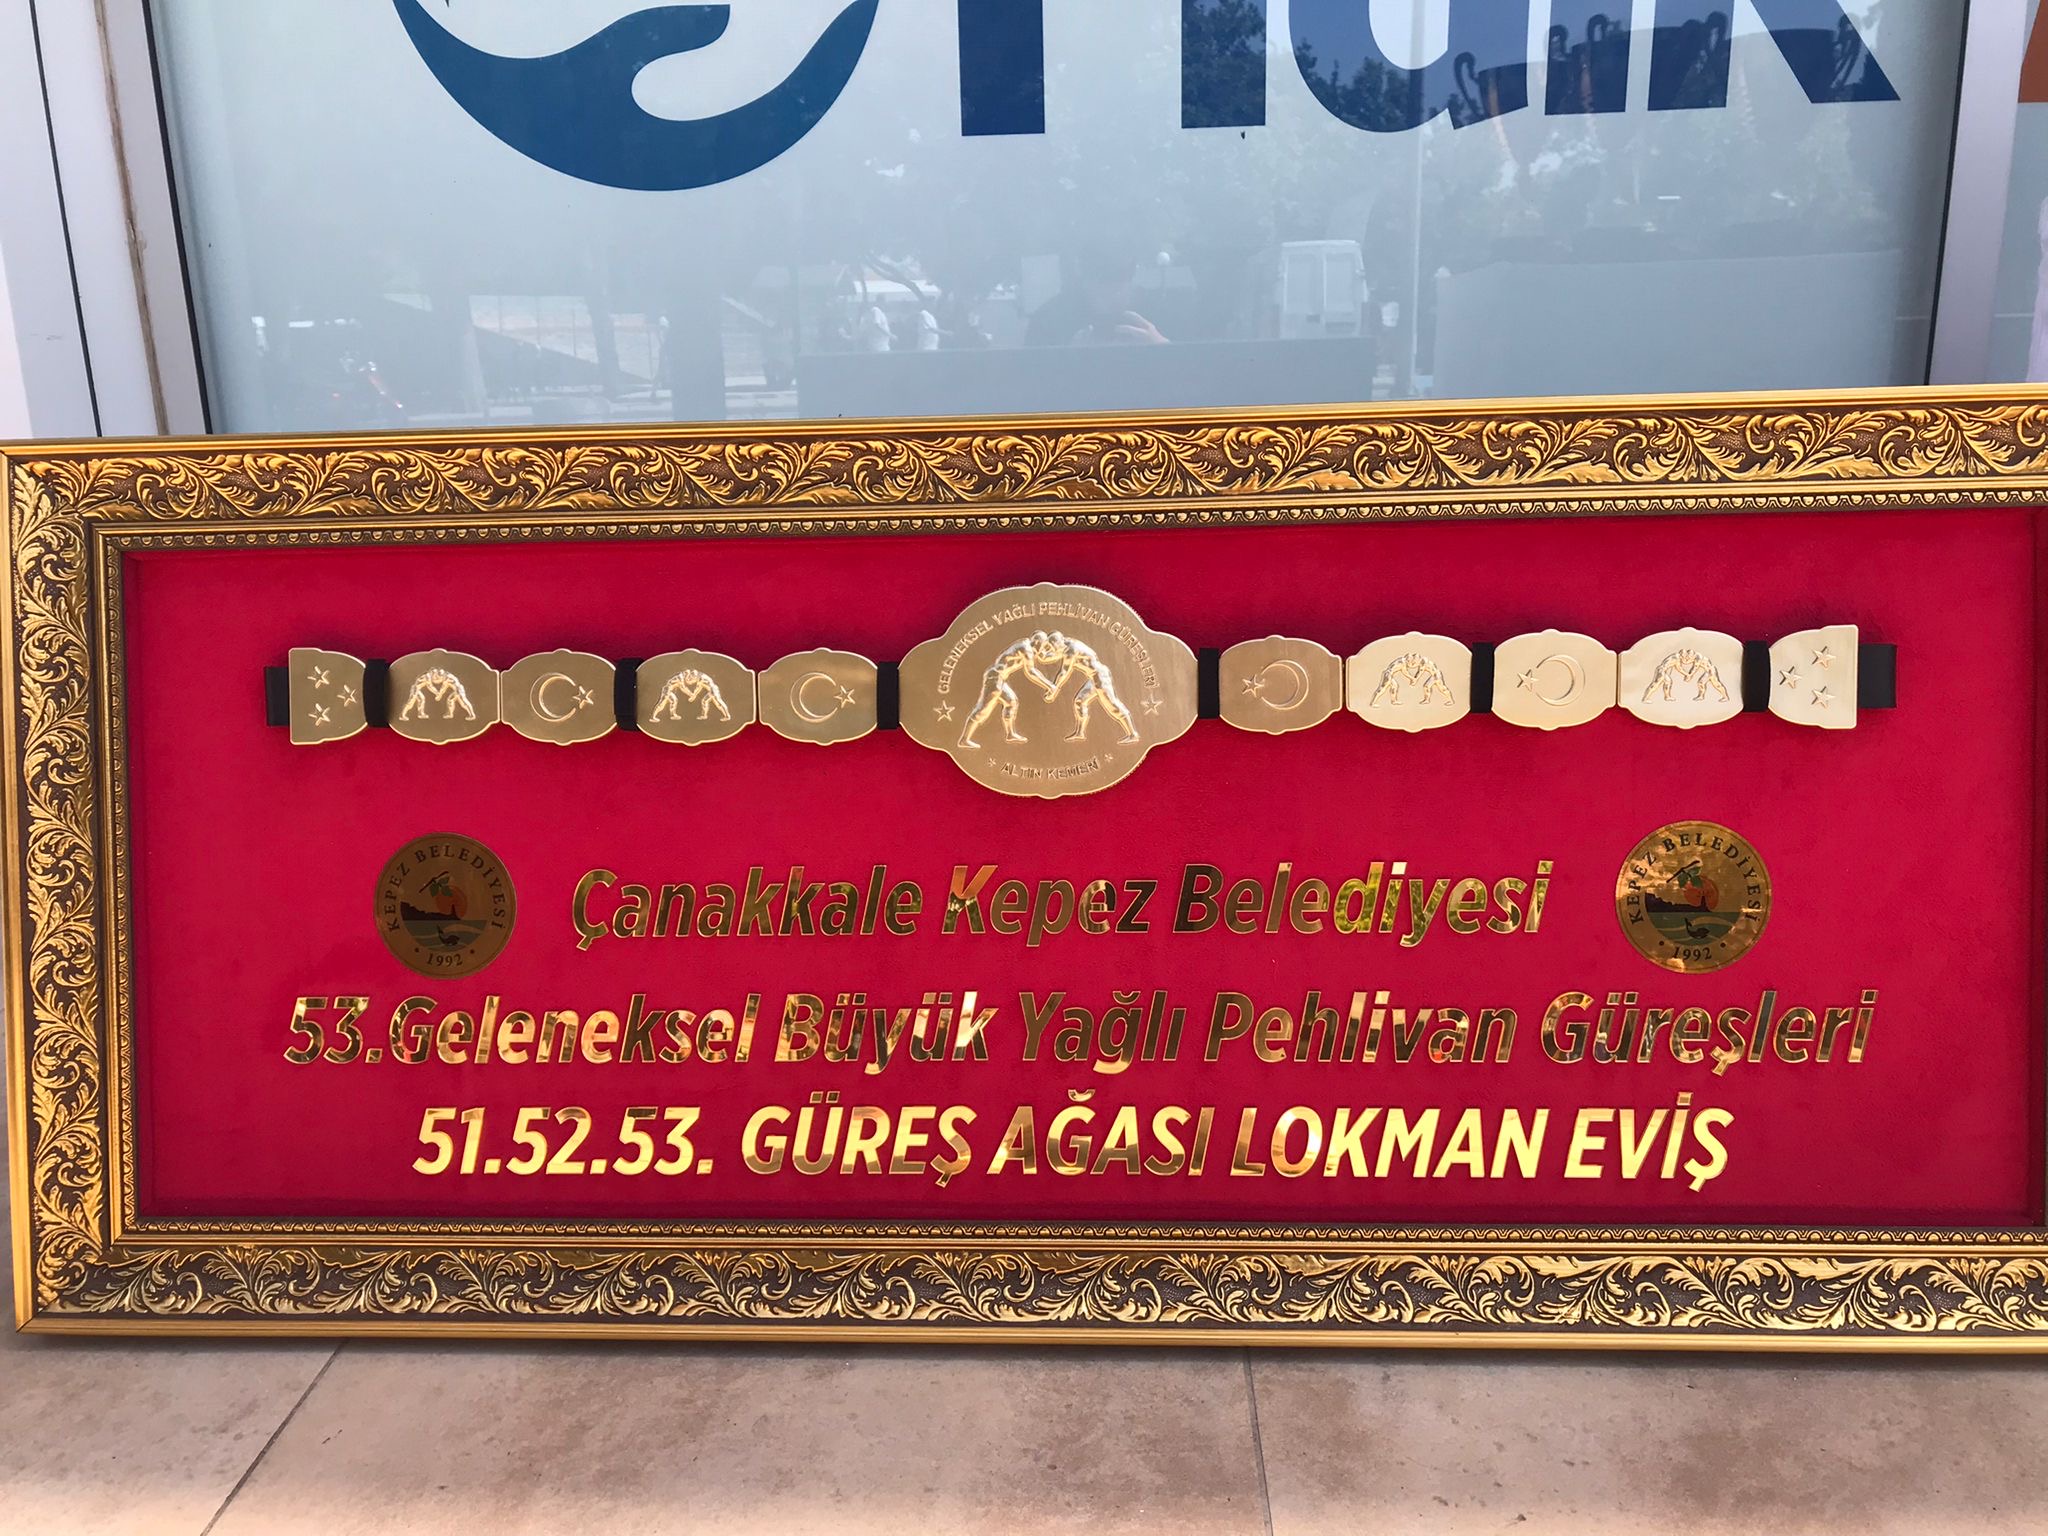 GELENEKSEL YAĞLI PEHLİVAN GÜREŞLERİ
ALTIN KEMERİ
KEPEZ BELEDİYESİ
1992
Çanakkale Kepez Belediyesi
KEPEZ BELEDİYESİ
1992
53.Geleneksel Büyük Yağlı Pehlivan Güreşleri
51.52.53. GÜREŞ AĞASI LOKMAN EVİŞ